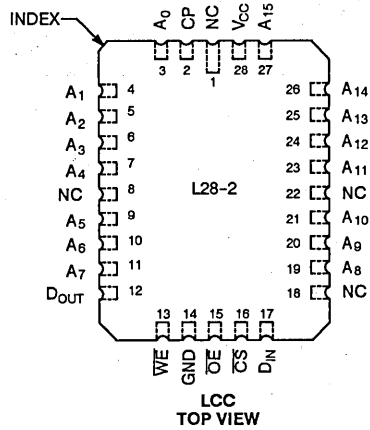 INDEX
A0 CP NC VCC A15
3 2 1 28 27
A1 4 26 A14
A2 5 25 A13
A3 6 24 A12
A4 7 23 A11
NC 8 L28-2 22 NC
A5 9 21 A10
A6 10 20 A9
A7 11 19 A8
DOUT 12 18 NC
13 14 15 16 17
W̅E̅ GND O̅E̅ C̅S̅ DIN
LCC
TOP VIEW